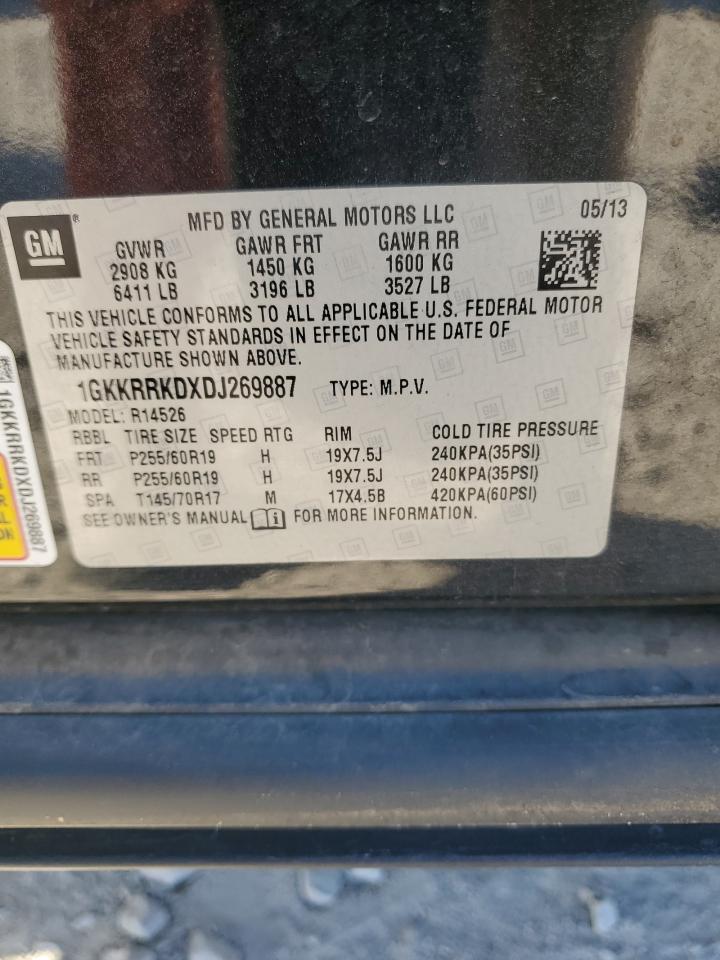 GM ® MFD BY GENERAL MOTORS LLC 05/13
GVWR GAWR FRT GAWR RR
2908 KG 1450 KG 1600 KG
6411 LB 3196 LB 3527 LB
THIS VEHICLE CONFORMS TO ALL APPLICABLE U.S. FEDERAL MOTOR
VEHICLE SAFETY STANDARDS IN EFFECT ON THE DATE OF
MANUFACTURE SHOWN ABOVE.
1GKKRRKDXDJ269887 TYPE: M.P.V.
MODEL: R14526
RBBL TIRE SIZE SPEED RTG RIM COLD TIRE PRESSURE
FRT P255/60R19 H 19X7.5J 240KPA(35PSI)
RR P255/60R19 H 19X7.5J 240KPA(35PSI)
SPA T145/70R17 M 17X4.5B 420KPA(60PSI)
SEE OWNER'S MANUAL FOR MORE INFORMATION.
1GKKRRKDXDJ269887